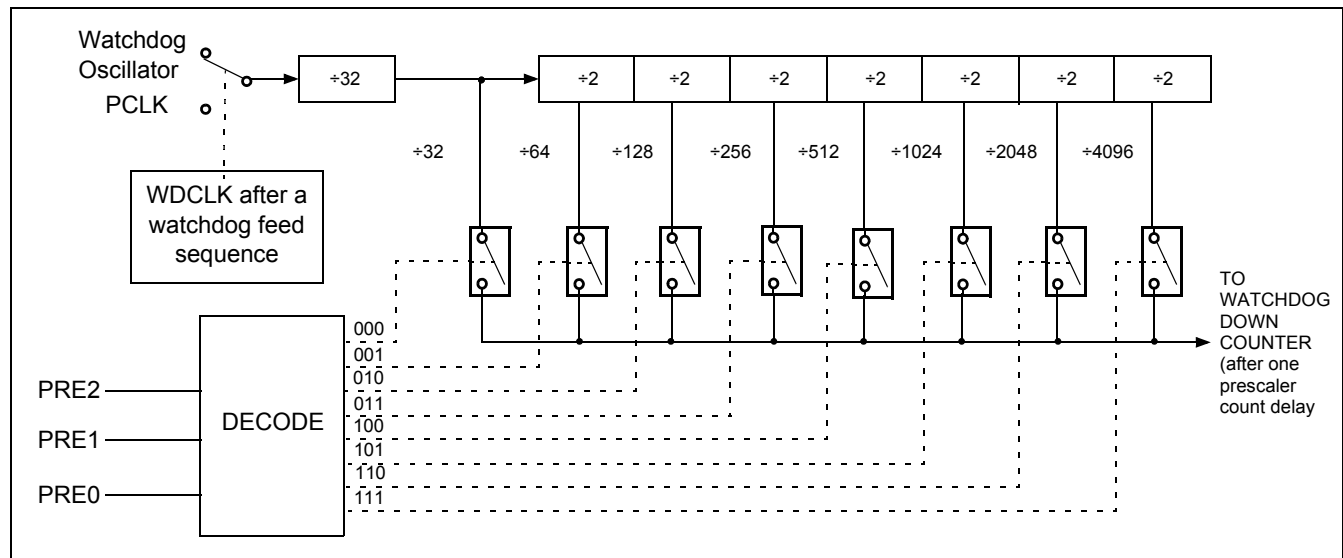 Watchdog
Oscillator
PCLK
÷32
÷2
÷2
÷2
÷2
÷2
÷2
÷2
÷32
÷64
÷128
÷256
÷512
÷1024
÷2048
÷4096
WDCLK after a
watchdog feed
sequence
PRE2
PRE1
PRE0
DECODE
000
001
010
011
100
101
110
111
TO
WATCHDOG
DOWN
COUNTER
(after one
prescaler
count delay